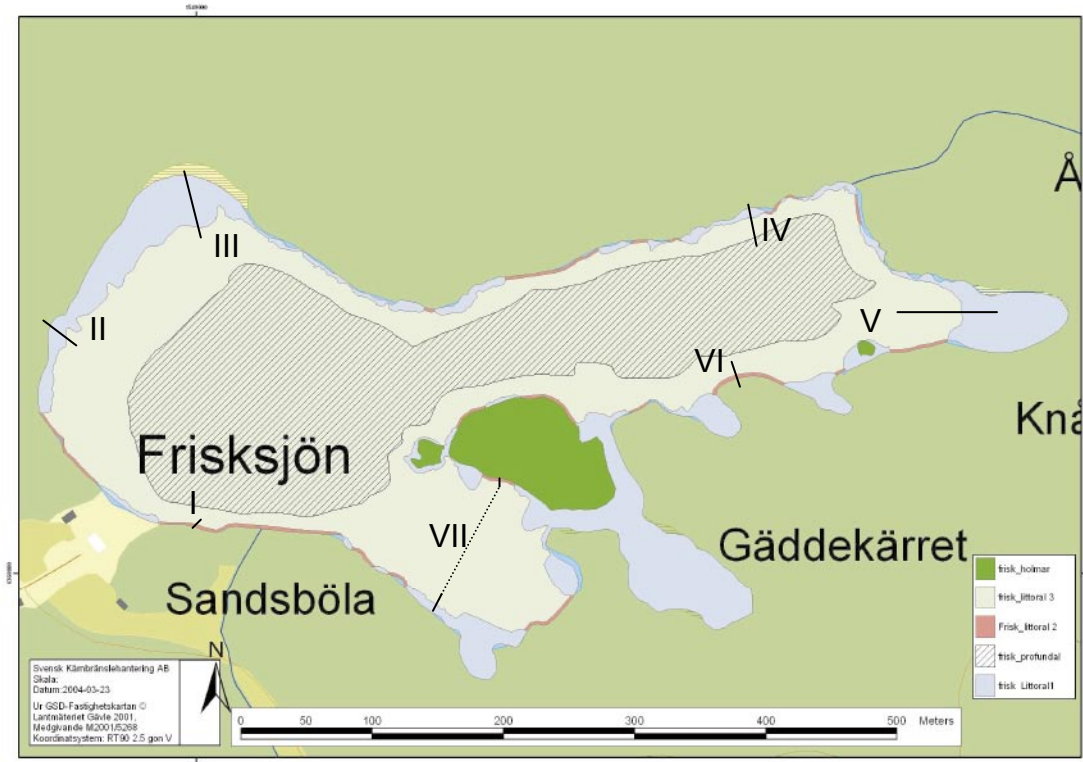 Å
III
IV
II
V
VI
Knå
Frisksjön
I
VII
Gäddekärret
Sandsböla
frisk_holmar
frisk_littoral 3
Frisk_littoral 2
frisk_profundal
frisk Littoral1
N
Svensk Kärnbränslehantering AB
Skala:
Datum:2004-03-23
Ur GSD-Fastighetskartan ©
Lantmäteriet Gävle 2001,
Medgivande M2001/5268
Koordinatsystem: RT90 2,5 gon V
0 50 100 200 300 400 500 Meters